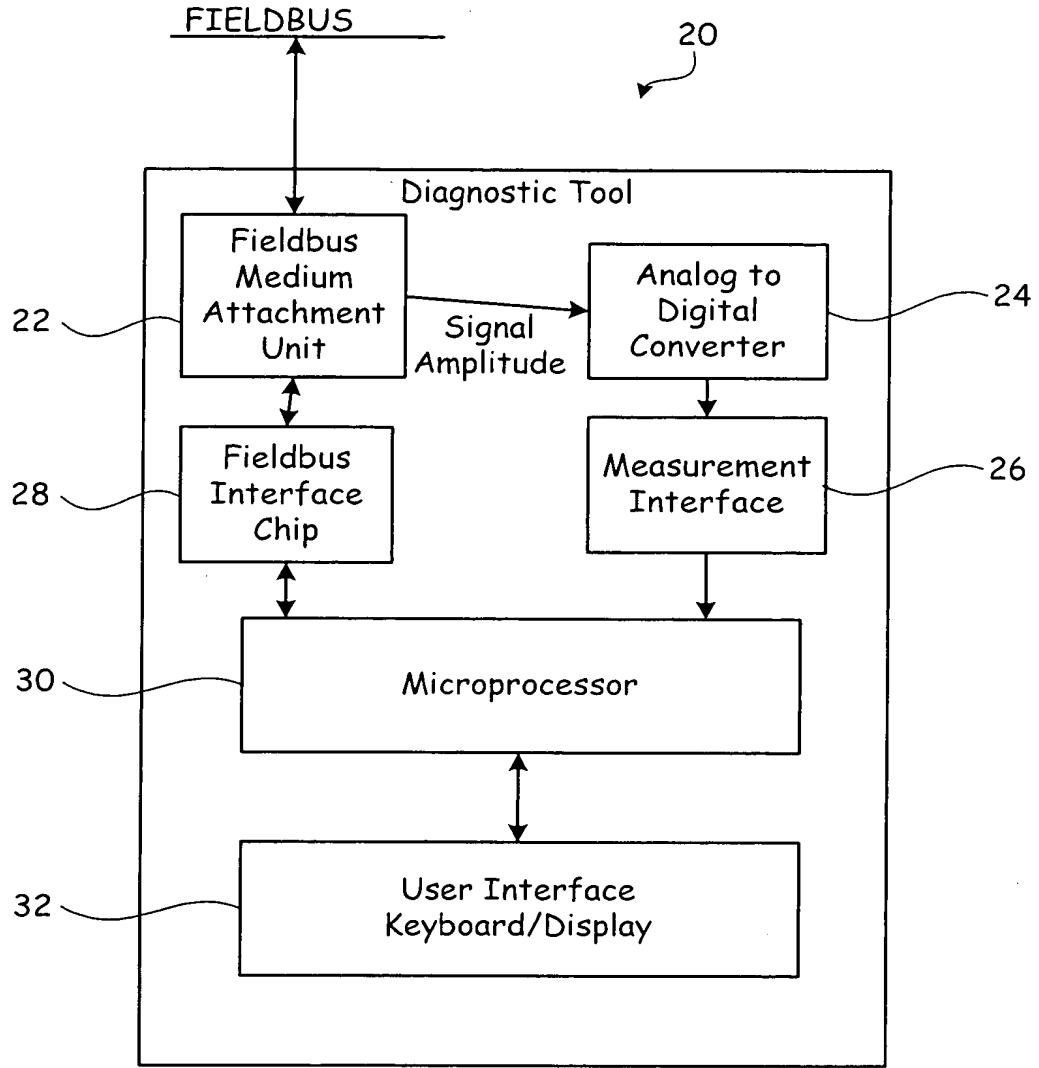 FIELDBUS
20
Diagnostic Tool
Fieldbus
Medium
Attachment
Unit
22
Signal
Amplitude
Analog to
Digital
Converter
24
Fieldbus
Interface
Chip
28
Measurement
Interface
26
Microprocessor
30
User Interface
Keyboard/Display
32